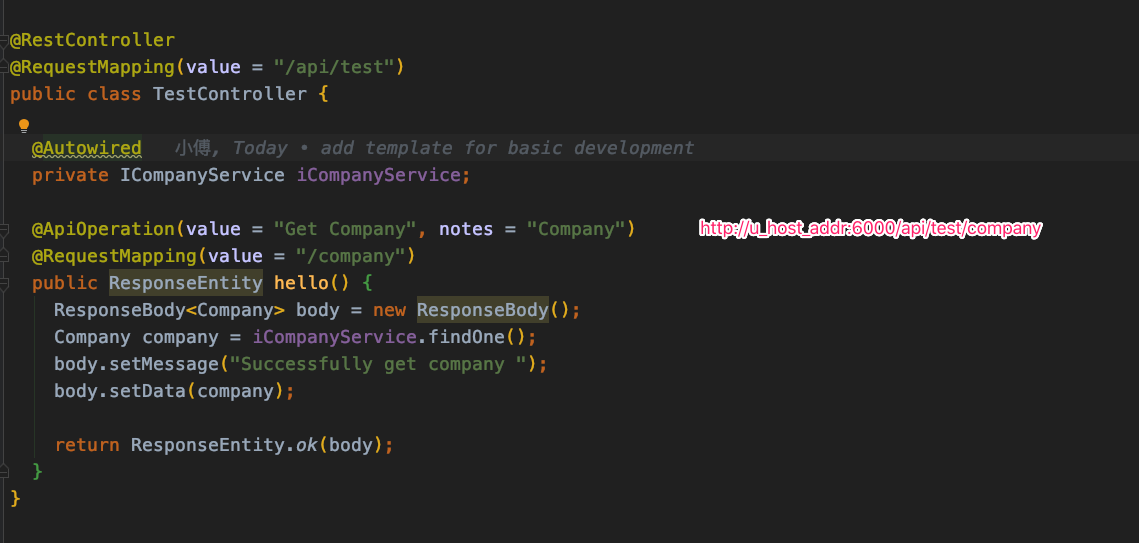 @RestController
@RequestMapping(value = "/api/test")
public class TestController {
@Autowired 小傅, Today • add template for basic development
private ICompanyService iCompanyService;
@ApiOperation(value = "Get Company", notes = "Company") http://u_host_addr:6000/api/test/company
@RequestMapping(value = "/company")
public ResponseEntity hello() {
ResponseBody<Company> body = new ResponseBody();
Company company = iCompanyService.findOne();
body.setMessage("Successfully get company ");
body.setData(company);
return ResponseEntity.ok(body);
}
}